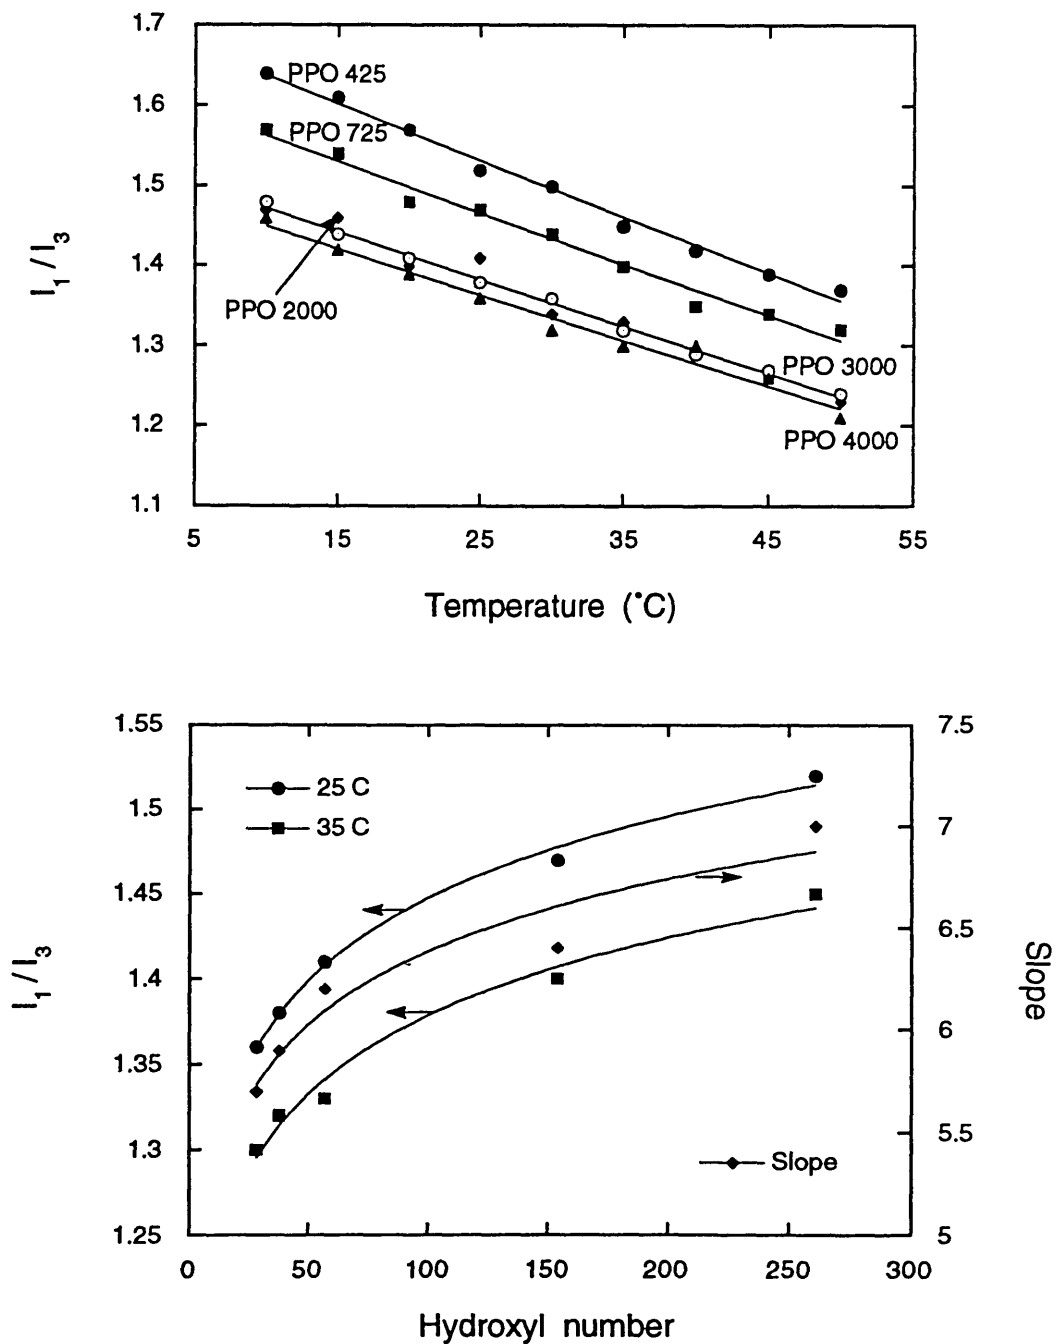 1.7
1.6
1.5
1.4
1.3
1.2
1.1
I1 / I3
PPO 425
PPO 725
PPO 2000
PPO 3000
PPO 4000
5
15
25
35
45
55
Temperature (°C)
1.55
1.5
1.45
1.4
1.35
1.3
1.25
I1 / I3
25 C
35 C
Slope
7.5
7
6.5
6
5.5
5
Slope
0
50
100
150
200
250
300
Hydroxyl number